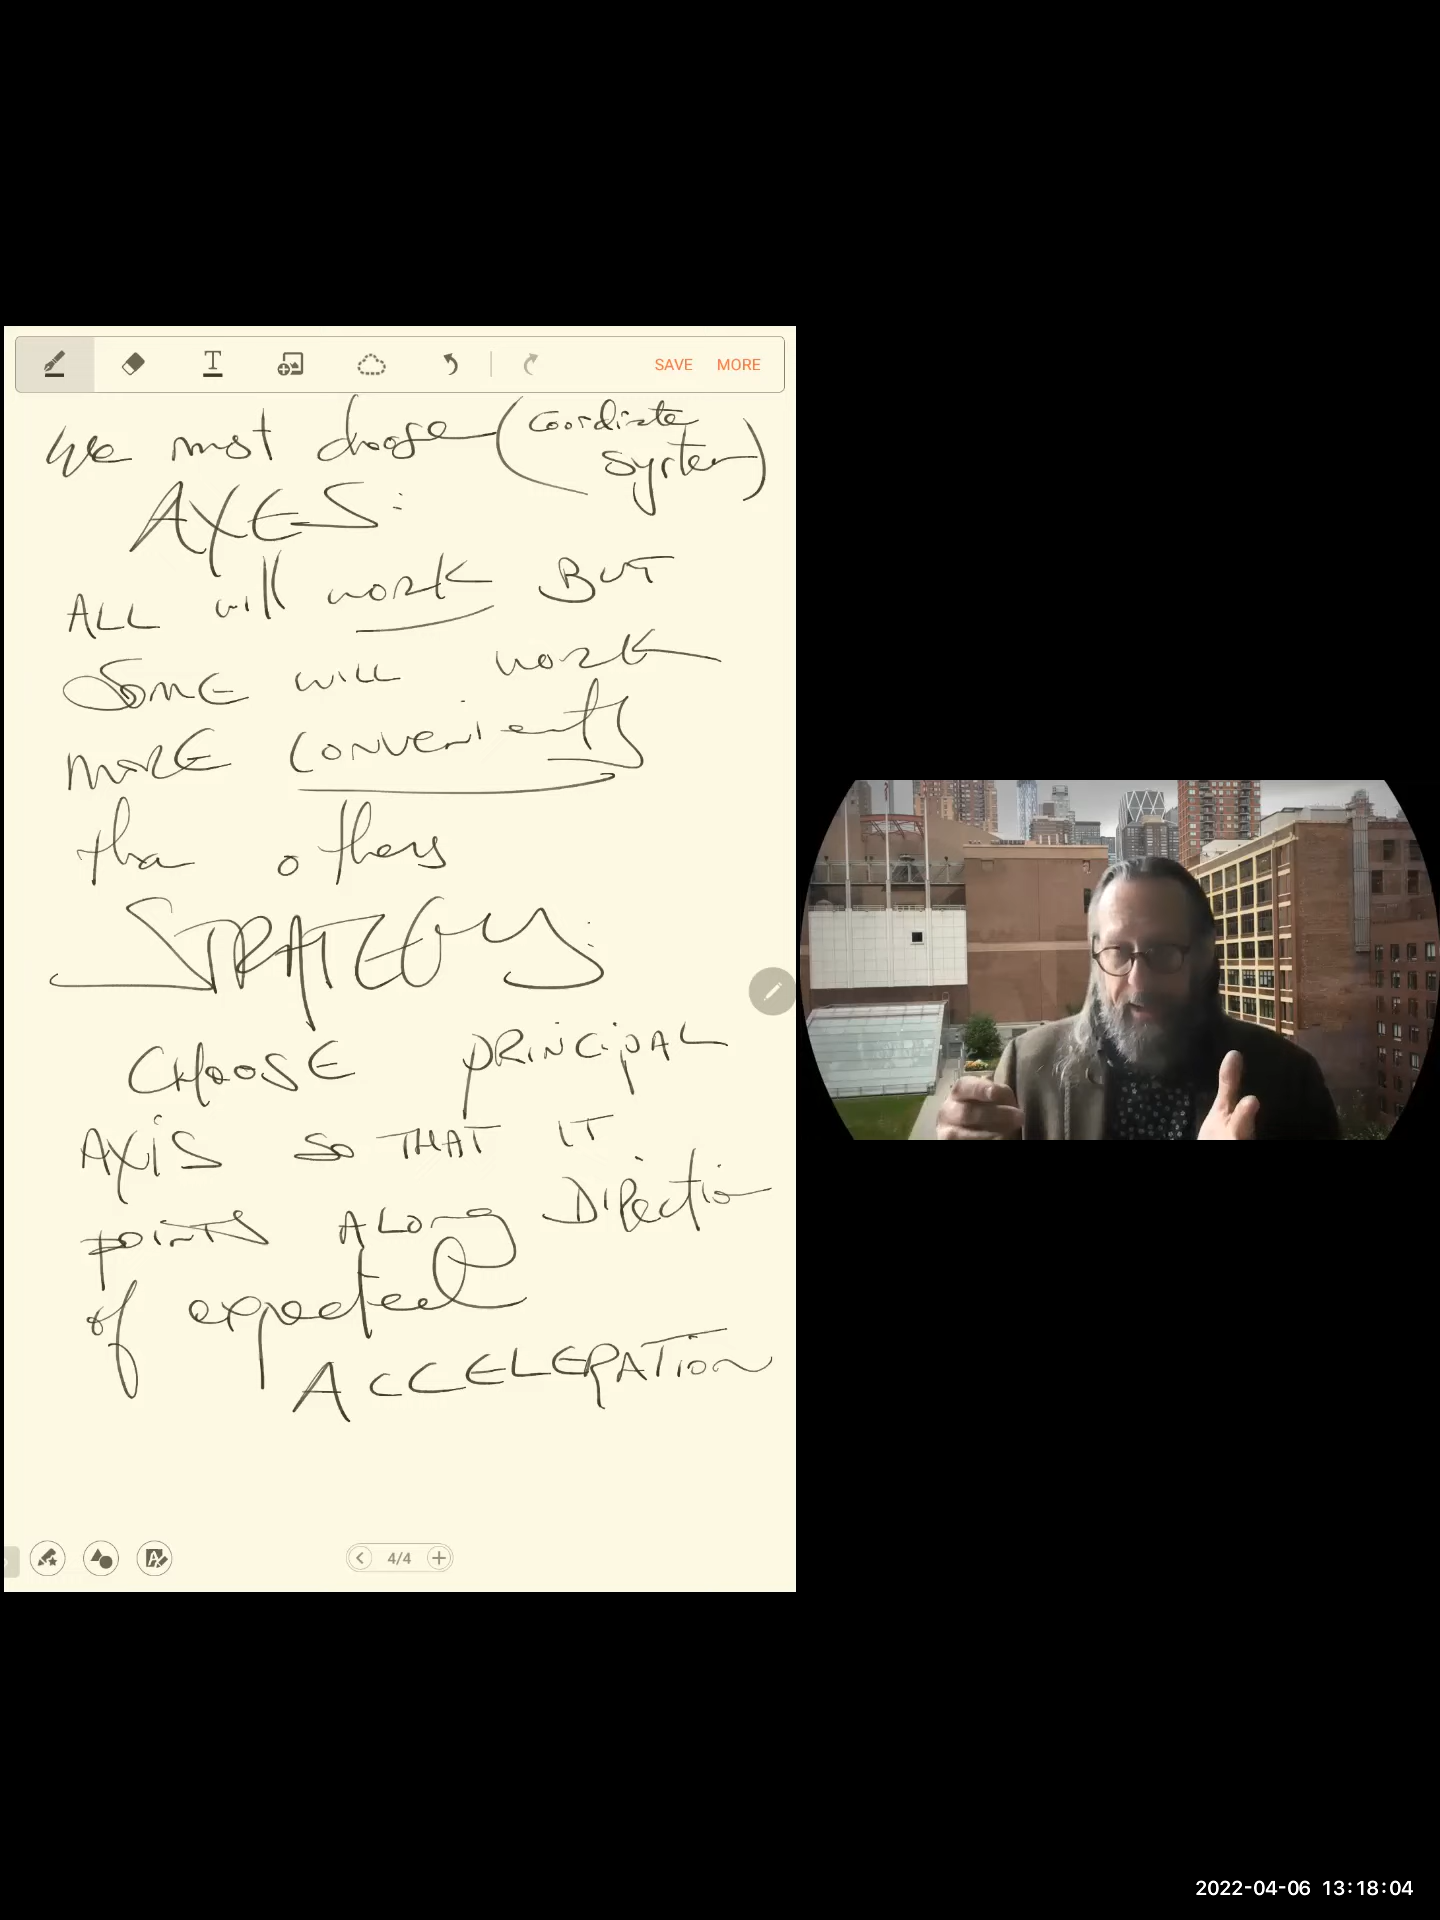 SAVE MORE
we must choose (coordinate
system)
AXES:
ALL will work BUT
SOME WILL WORK
MORE conveniently
than others
STRATEGY:
CHOOSE PRINCIPAL
AXIS SO THAT IT
POINTS ALONG DIRection
of expected
ACCELERATION
4/4
2022-04-06 13:18:04